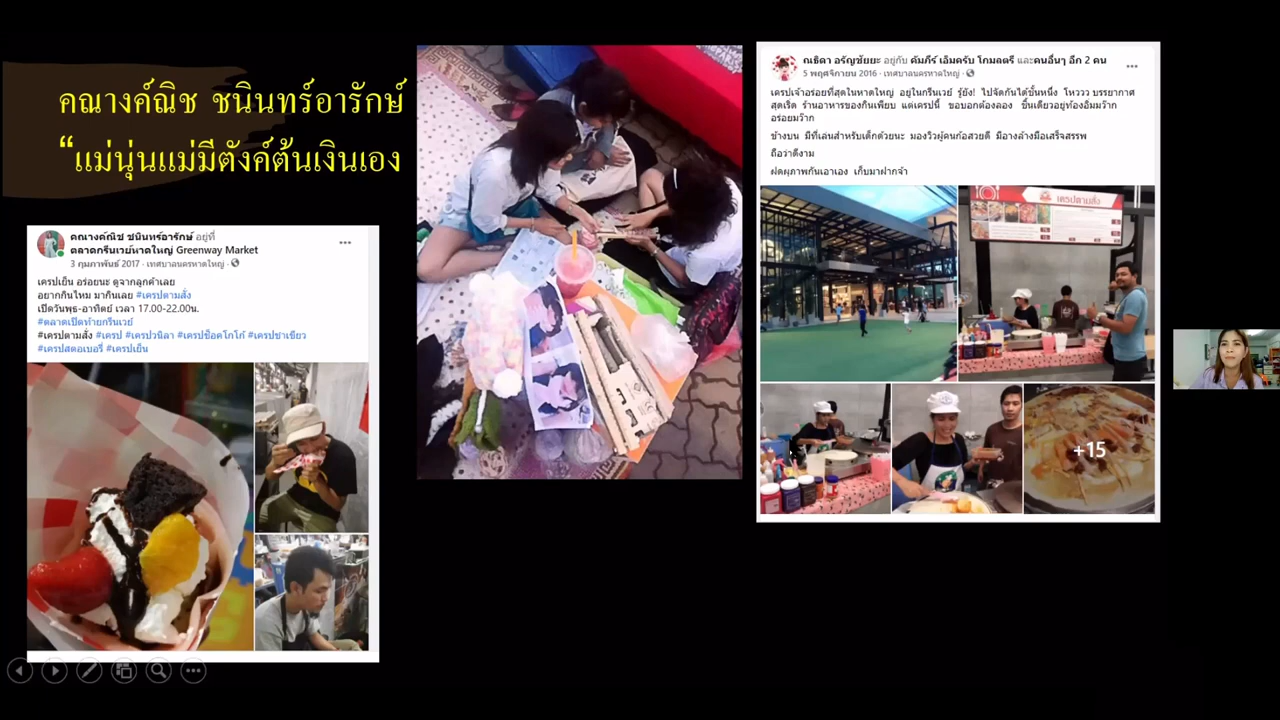 คณางค์ณิช ชนินทร์อารักษ์
“แม่นุ่นแม่มีตังค์ต้นเงินเอง
คณางค์ณิช ชนินทร์อารักษ์ อยู่ที่
ตลาดกรีนเวย์หาดใหญ่ Greenway Market
3 กุมภาพันธ์ 2017 · เทศบาลนครหาดใหญ่ ·
เครปเย็น อร่อยนะ ดูจากลูกค้าเลย
อยากกินไหม มากินเลย #เครปตามสั่ง
เปิดวันพุธ-อาทิตย์ เวลา 17.00-22.00น.
#ตลาดเปิดท้ายกรีนเวย์
#เครปตามสั่ง #เครป #เครปวนิลา #เครปช็อคโกโก้ #เครปชาเขียว
#เครปสตอเบอรี่ #เครปเย็น
ณธิดา อรัญชัยยะ อยู่กับ คัมภีร์ เอ็มครับ โกมลตรี และคนอื่นๆ อีก 2 คน
5 พฤศจิกายน 2016 · เทศบาลนครหาดใหญ่ ·
เครปเจ้าอร่อยที่สุดในหาดใหญ่ อยู่ในกรีนเวย์ รู้ยัง! ไปจัดกันได้ชั้นหนึ่ง โหววว บรรยากาศ
สุดเริ่ด ร้านอาหารของกินเพียบ แต่เครปนี้ ขอบอกต้องลอง ชิ้นเดียวอยู่ท้องอิ่มมว๊าก
อร่อยมว๊าก
ข้างบน มีที่เล่นสำหรับเด็กด้วยนะ มองวิวผู้คนก้อสวยดี มีอางล้างมือเสร็จสรรพ
ถือว่าดีงาม
ฝดผุภาพกันเอาเอง เก็บมาฝากจ้า
เครปตามสั่ง
+15